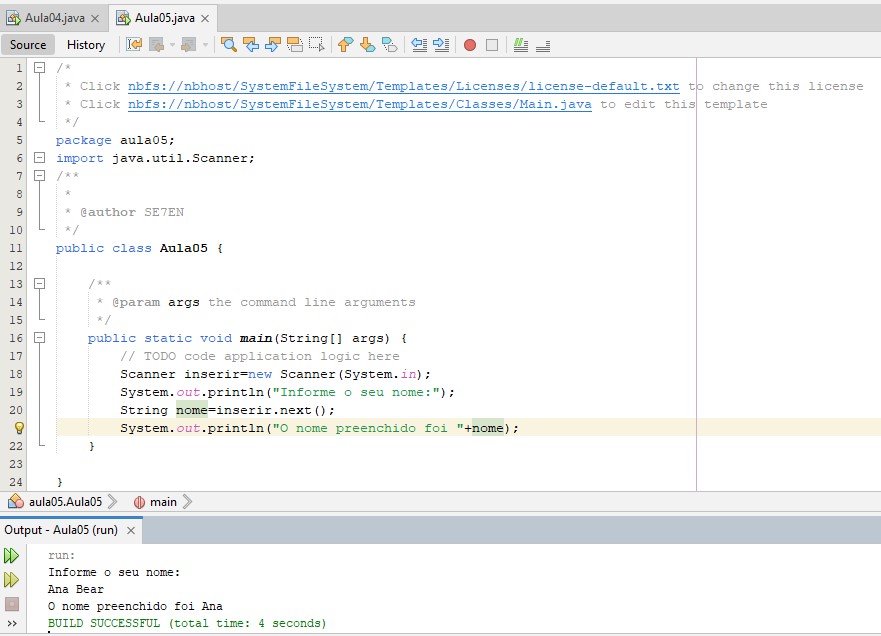 Aula04.java × Aula05.java ×
Source History
1 /*
2 * Click nbfs://nbhost/SystemFileSystem/Templates/Licenses/license-default.txt to change this license
3 * Click nbfs://nbhost/SystemFileSystem/Templates/Classes/Main.java to edit this template
4 */
5 package aula05;
6 import java.util.Scanner;
7 /**
8 *
9 * @author SE7EN
10 */
11 public class Aula05 {
12
13 /**
14 * @param args the command line arguments
15 */
16 public static void main(String[] args) {
17 // TODO code application logic here
18 Scanner inserir=new Scanner(System.in);
19 System.out.println("Informe o seu nome:");
20 String nome=inserir.next();
System.out.println("O nome preenchido foi "+nome);
22 }
23
24 }
aula05.Aula05 main
Output - Aula05 (run) ×
run:
Informe o seu nome:
Ana Bear
O nome preenchido foi Ana
BUILD SUCCESSFUL (total time: 4 seconds)